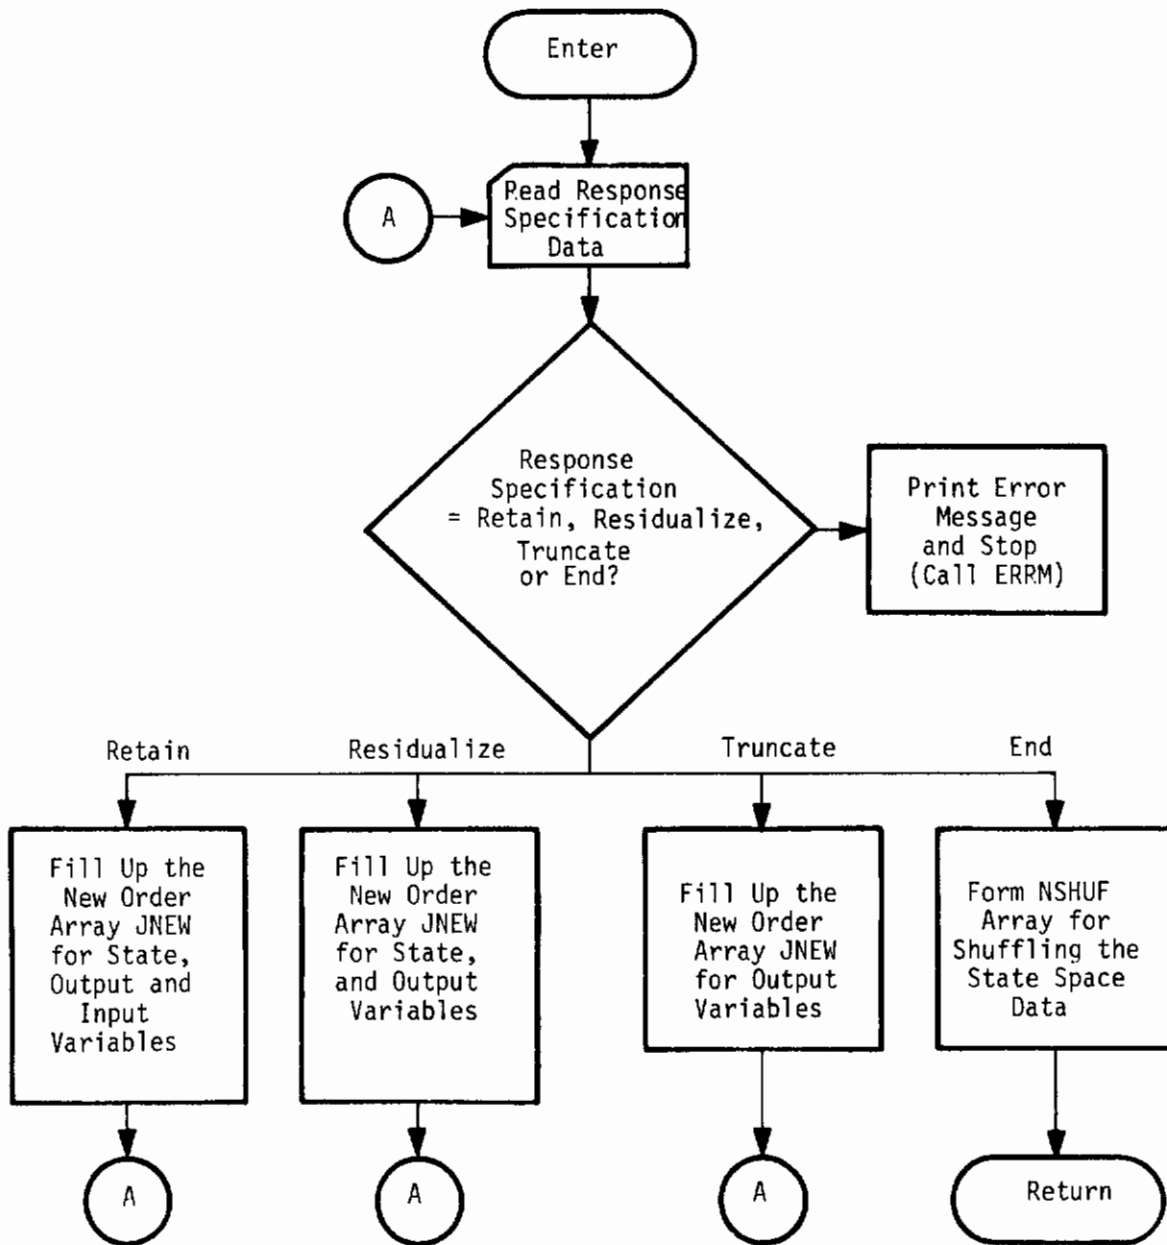 Enter
A
Read Response
Specification
Data
Response
Specification
= Retain, Residualize,
Truncate
or End?
Print Error
Message
and Stop
(Call ERRM)
Retain
Residualize
Truncate
End
Fill Up the
New Order
Array JNEW
for State,
Output and
Input
Variables
Fill Up the
New Order
Array JNEW
for State,
and Output
Variables
Fill Up the
New Order
Array JNEW
for Output
Variables
Form NSHUF
Array for
Shuffling the
State Space
Data
A
A
A
Return